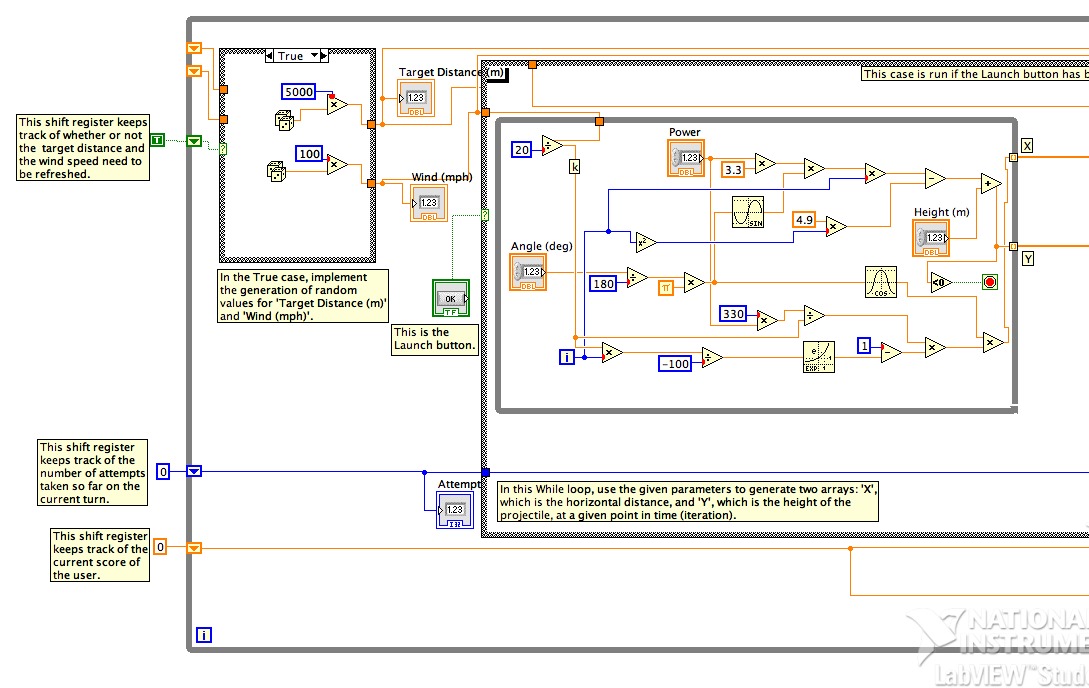 True
5000
100
Target Distance (m)
1.23
DBL
Wind (mph)
1.23
DBL
This shift register keeps
track of whether or not
the target distance and
the wind speed need to
be refreshed.
T
?
In the True case, implement
the generation of random
values for 'Target Distance (m)'
and 'Wind (mph)'.
OK
TF
This is the
Launch button.
?
This case is run if the Launch button has b
20
k
Power
1.23
DBL
3.3
SIN
4.9
x²
Angle (deg)
1.23
DBL
180
π
Height (m)
1.23
DBL
<0
COS
330
i
-100
EXP -1
1
X
Y
In this While loop, use the given parameters to generate two arrays: 'X',
which is the horizontal distance, and 'Y', which is the height of the
projectile, at a given point in time (iteration).
This shift register
keeps track of the
number of attempts
taken so far on the
current turn.
0
Attempt
1.23
I32
This shift register
keeps track of the
current score of
the user.
0
i
NATIONAL
INSTRUME
LabVIEW™ Stud